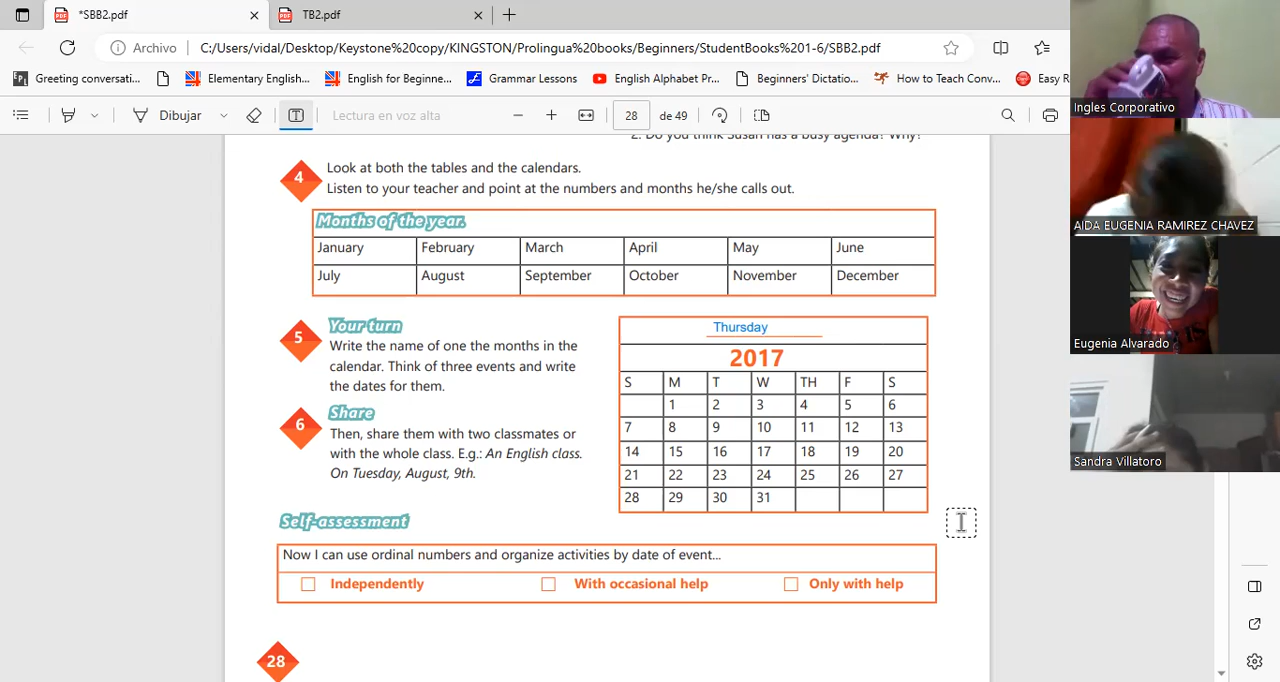 *SBB2.pdf
TB2.pdf
Archivo C:/Users/vidal/Desktop/Keystone%20copy/KINGSTON/Prolingua%20books/Beginners/StudentBooks%201-6/SBB2.pdf
Greeting conversati... Elementary English... English for Beginne... Grammar Lessons English Alphabet Pr... Beginners' Dictatio... How to Teach Conv... Easy R
Dibujar Lectura en voz alta 28 de 49
2. Do you think Susan has a busy agenda? Why?
4
Look at both the tables and the calendars.
Listen to your teacher and point at the numbers and months he/she calls out.
Months of the year.
January February March April May June
July August September October November December
5
Your turn
Write the name of one the months in the
calendar. Think of three events and write
the dates for them.
6
Share
Then, share them with two classmates or
with the whole class. E.g.: An English class.
On Tuesday, August, 9th.
Thursday
2017
S M T W TH F S
1 2 3 4 5 6
7 8 9 10 11 12 13
14 15 16 17 18 19 20
21 22 23 24 25 26 27
28 29 30 31
Self-assessment
Now I can use ordinal numbers and organize activities by date of event...
Independently With occasional help Only with help
28
Ingles Corporativo
AIDA EUGENIA RAMIREZ CHAVEZ
Eugenia Alvarado
Sandra Villatoro